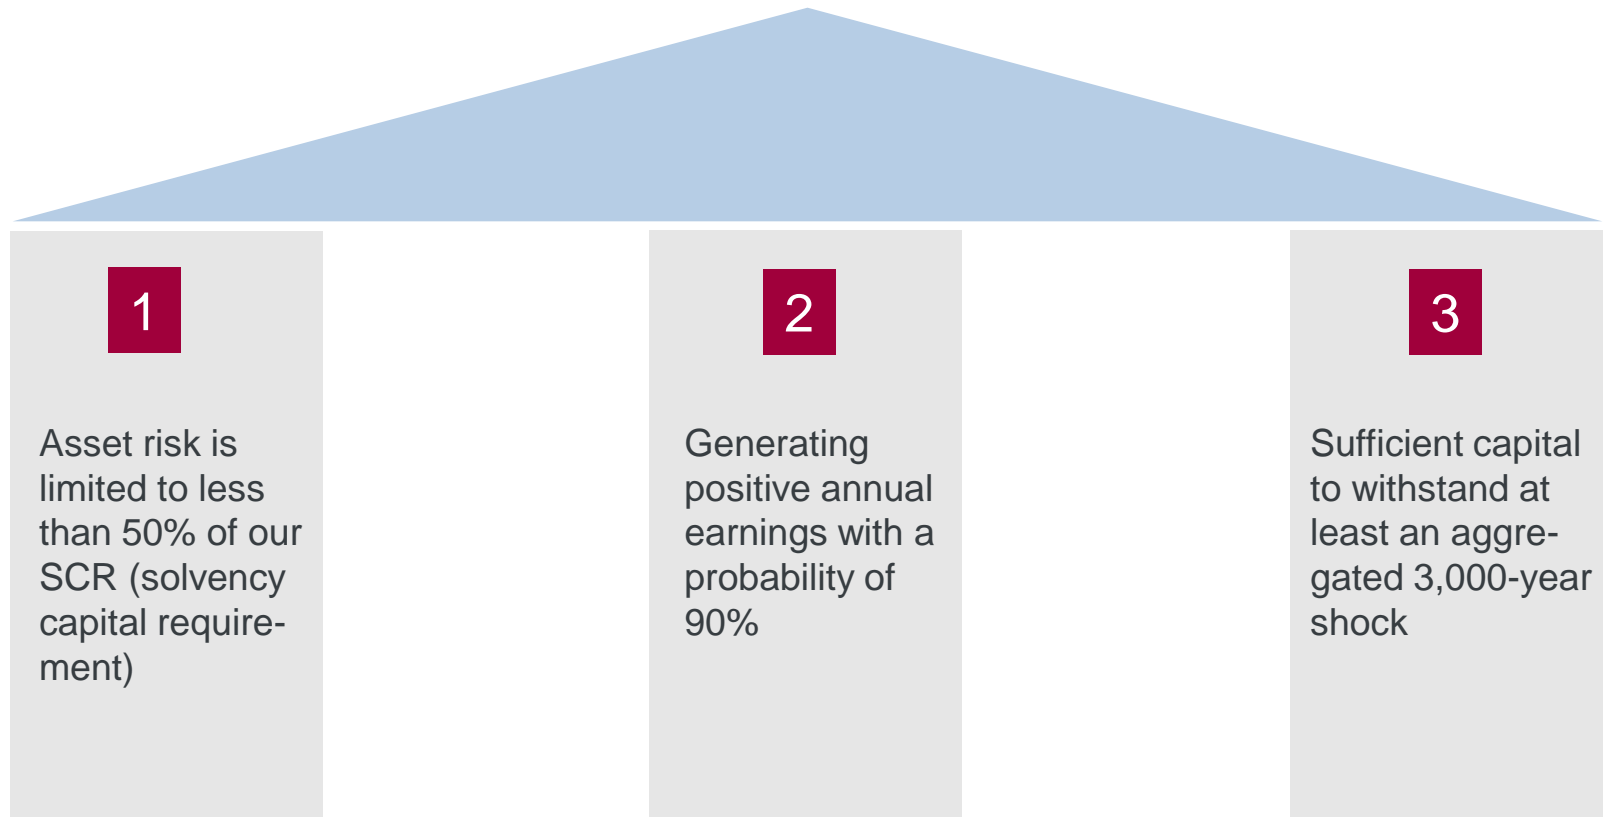 1
Asset risk is
limited to less
than 50% of our
SCR (solvency
capital require-
ment)
2
Generating
positive annual
earnings with a
probability of
90%
3
Sufficient capital
to withstand at
least an aggre-
gated 3,000-year
shock